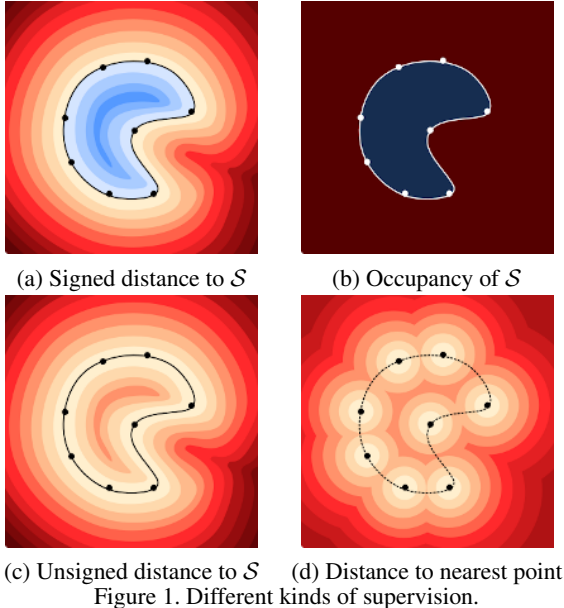 (a) Signed distance to 𝒮
(b) Occupancy of 𝒮
(c) Unsigned distance to 𝒮
(d) Distance to nearest point
Figure 1. Different kinds of supervision.